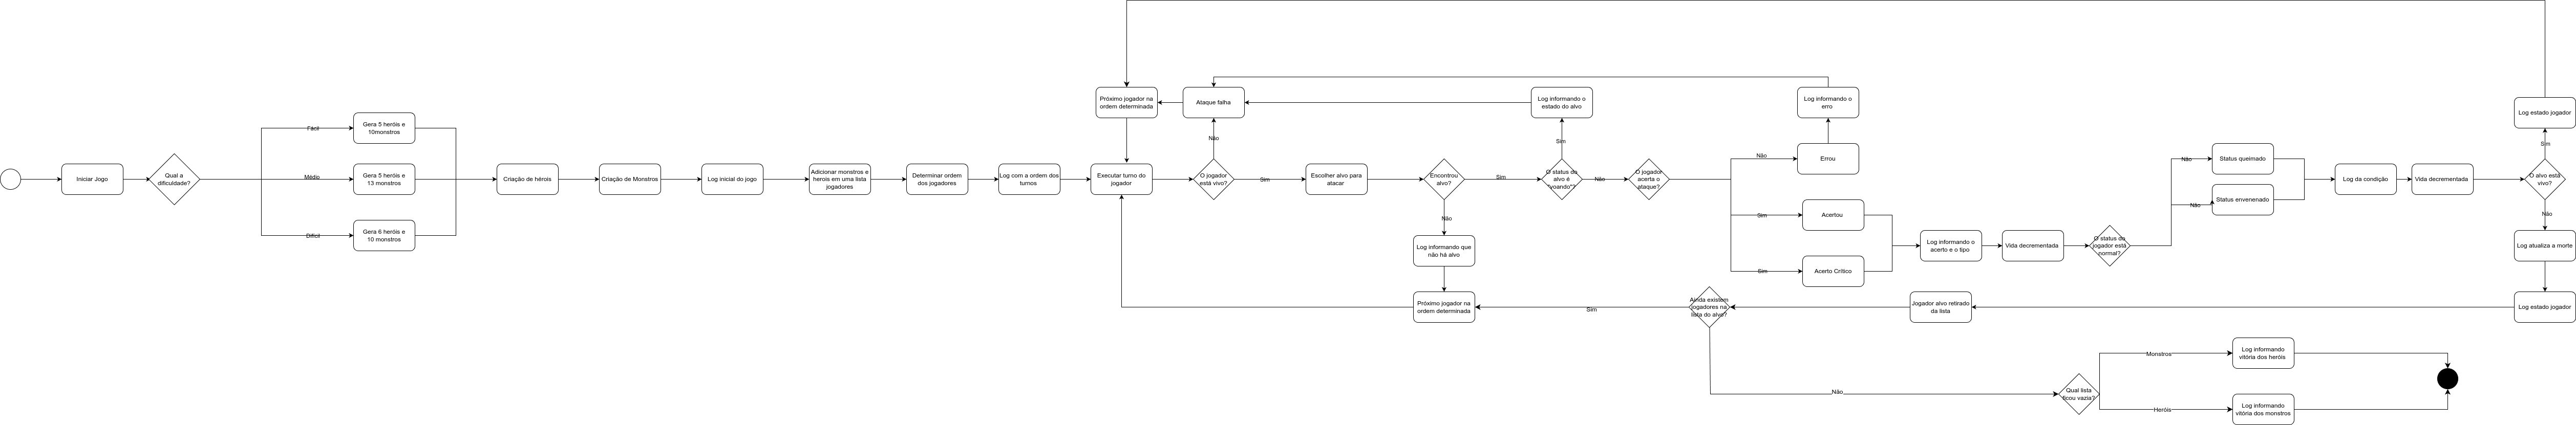 Iniciar Jogo
Qual a
dificuldade?
Fácil
Médio
Difícil
Gera 5 heróis e
10monstros
Gera 5 heróis e
13 monstros
Gera 6 heróis e
10 monstros
Criação de héroís
Criação de Monstros
Log inicial do jogo
Adicionar monstros e
herois em uma lista
jogadores
Determinar ordem
dos jogadores
Log com a ordem dos
turnos
Próximo jogador na
ordem determinada
Executar turno do
jogador
Ataque falha
Não
O jogador
está vivo?
Sim
Escolher alvo para
atacar
Encontrou
alvo?
Sim
Não
Log informando que
não há alvo
Próximo jogador na
ordem determinada
Log informando o
estado do alvo
Sim
O status do
alvo é
"voando"?
Não
O jogador
acerta o
ataque?
Log informando o
erro
Não
Errou
Sim
Acertou
Sim
Acerto Crítico
Log informando o
acerto e o tipo
Vida decrementada
O status do
jogador está
normal?
Não
Status queimado
Não
Status envenenado
Log da condição
Vida decrementada
Log estado jogador
Sim
O alvo está
vivo?
Não
Log atualiza a morte
Log estado jogador
Jogador alvo retirado
da lista
Ainda existem
jogadores na
lista do alvo?
Sim
Não
Qual lista
ficou vazia?
Monstros
Log informando
vitória dos heróis
Heróis
Log informando
vitória dos monstros